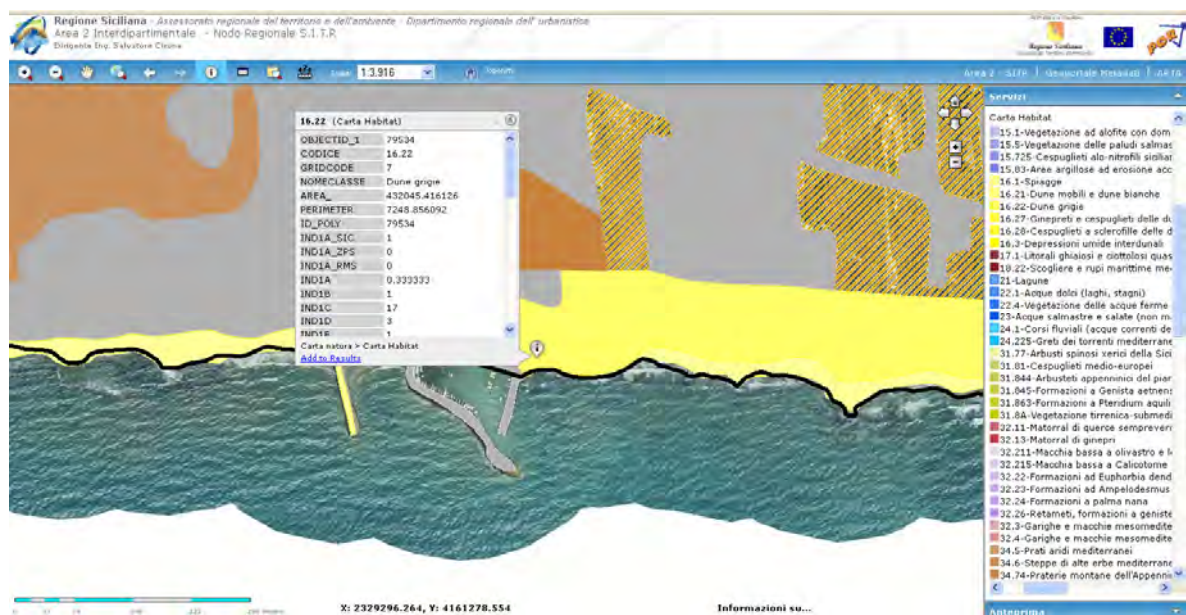 Regione Siciliana - Assessorato regionale del territorio e dell'ambiente - Dipartimento regionale dell' urbanistica
Area 2 Interdipartimentale - Nodo Regionale S.I.T.R
Dirigente Ing. Salvatore Cirone
Regione Siciliana
POR
1:3.916
Area 2 - SITR | Geoportale Metadati | ARTA
16.22 (Carta Habitat)
OBJECTID_1 79534
CODICE 16.22
GRIDCODE 7
NOMECLASSE Dune grigie
AREA_ 432045.416126
PERIMETER 7248.856092
ID_POLY 79534
IND1A_SIC 1
IND1A_ZPS 0
IND1A_RMS 0
IND1A 0.333333
IND1B 1
IND1C 17
IND1D 3
IND1E 1
Carta natura > Carta Habitat
Add to Results
Servizi
Carta Habitat
15.1-Vegetazione ad alofite con dom
15.5-Vegetazione delle paludi salmas
15.725-Cespuglieti alo-nitrofili sicilian
15.83-Aree argillose ad erosione acc
16.1-Spiagge
16.21-Dune mobili e dune bianche
16.22-Dune grigie
16.27-Ginepreti e cespuglieti delle du
16.28-Cespuglieti a sclerofille delle d
16.3-Depressioni umide interdunali
17.1-Litorali ghiaiosi e ciottolosi quas
18.22-Scogliere e rupi marittime me
21-Lagune
22.1-Acque dolci (laghi, stagni)
22.4-Vegetazione delle acque ferme
23-Acque salmastre e salate (non m
24.1-Corsi fluviali (acque correnti de
24.225-Greti dei torrenti mediterrane
31.77-Arbusti spinosi xerici della Sici
31.81-Cespuglieti medio-europei
31.844-Arbusteti appenninici del piar
31.845-Formazioni a Genista aetnens
31.863-Formazioni a Pteridium aquili
31.8A-Vegetazione tirrenica-submedi
32.11-Matorral di querce sempreverr
32.13-Matorral di ginepri
32.211-Macchia bassa a olivastro e l
32.215-Macchia bassa a Calicotome
32.22-Formazioni ad Euphorbia dend
32.23-Formazioni ad Ampelodesmus
32.24-Formazioni a palma nana
32.26-Retameti, formazioni a geniste
32.3-Garighe e macchie mesomedite
32.4-Garighe e macchie mesomedite
34.5-Prati aridi mediterranei
34.6-Steppe di alte erbe mediterrane
34.74-Praterie montane dell'Appenni
Anteprima
X: 2329296.264, Y: 4161278.554
Informazioni su...